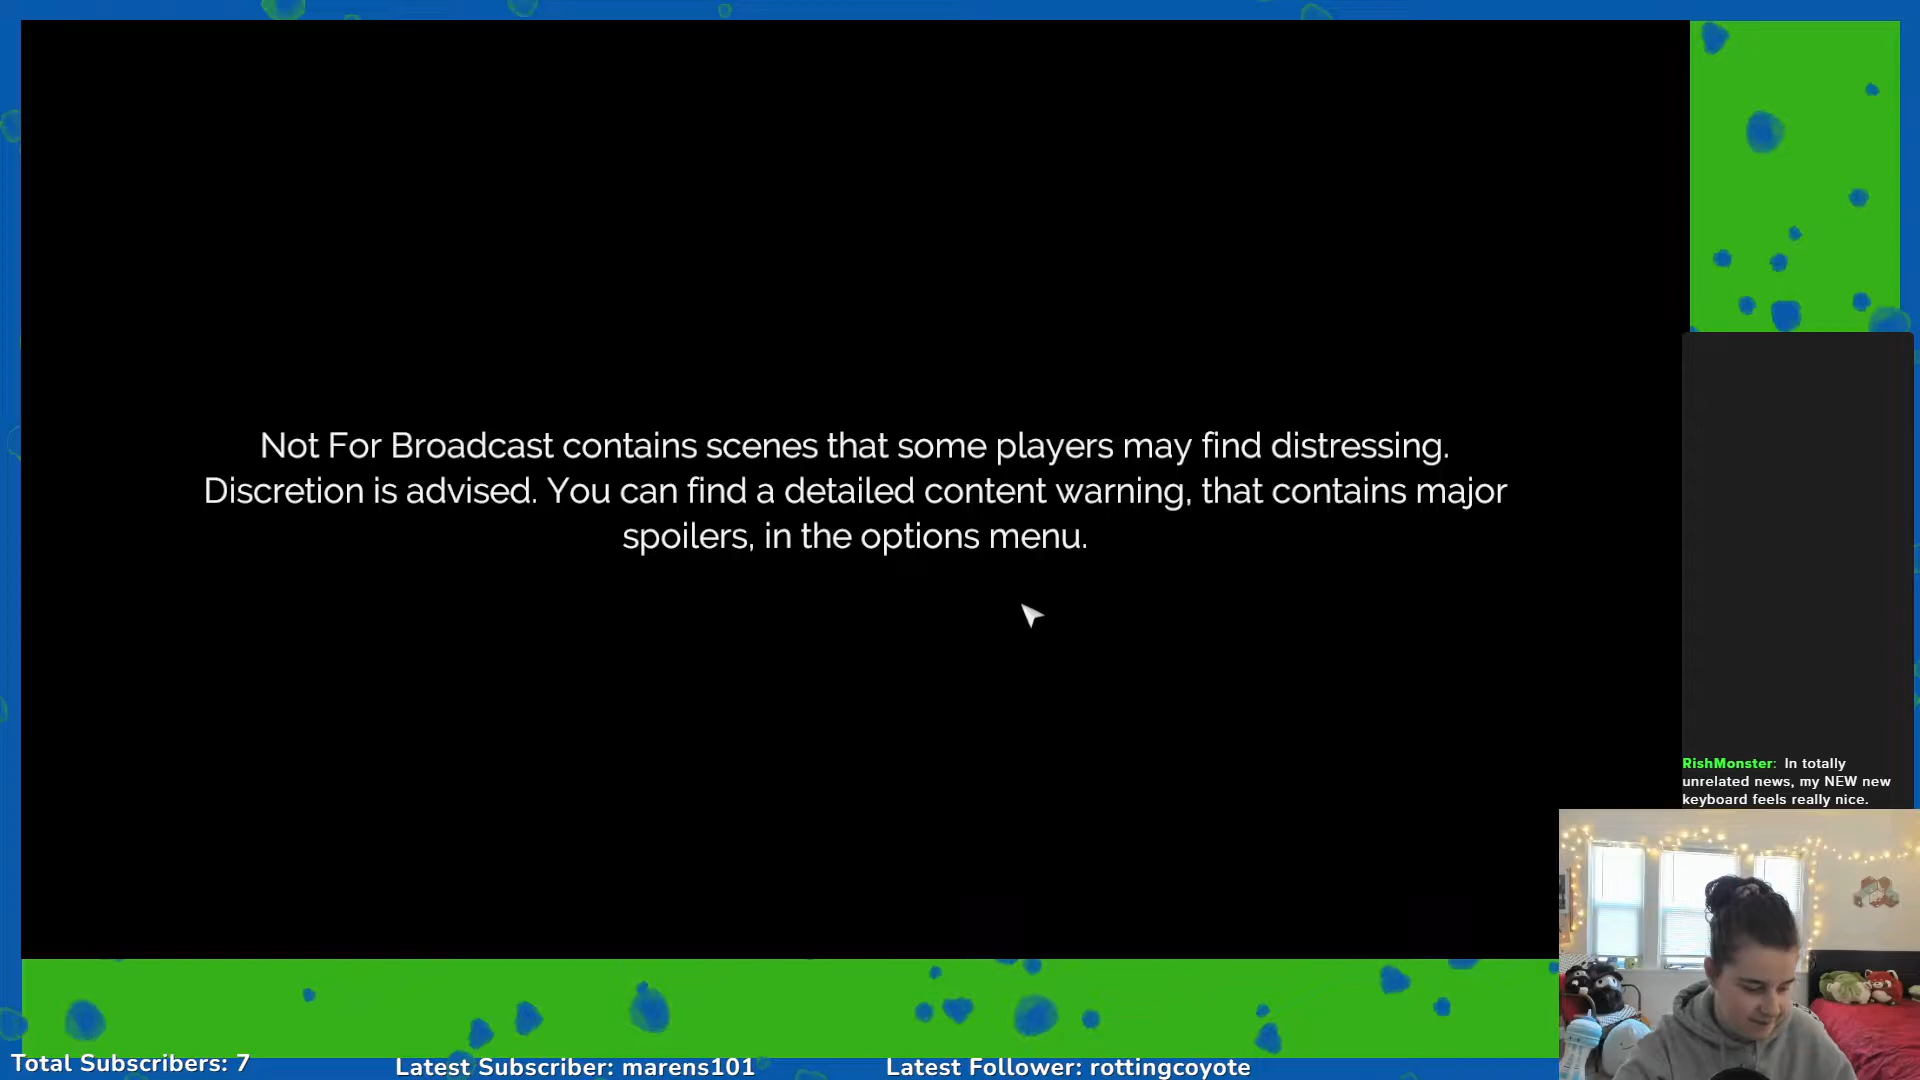 Not For Broadcast contains scenes that some players may find distressing.
Discretion is advised. You can find a detailed content warning, that contains major
spoilers, in the options menu.
RishMonster: In totally
unrelated news, my NEW new
keyboard feels really nice.
Total Subscribers: 7
Latest Subscriber: marens101
Latest Follower: rottingcoyote